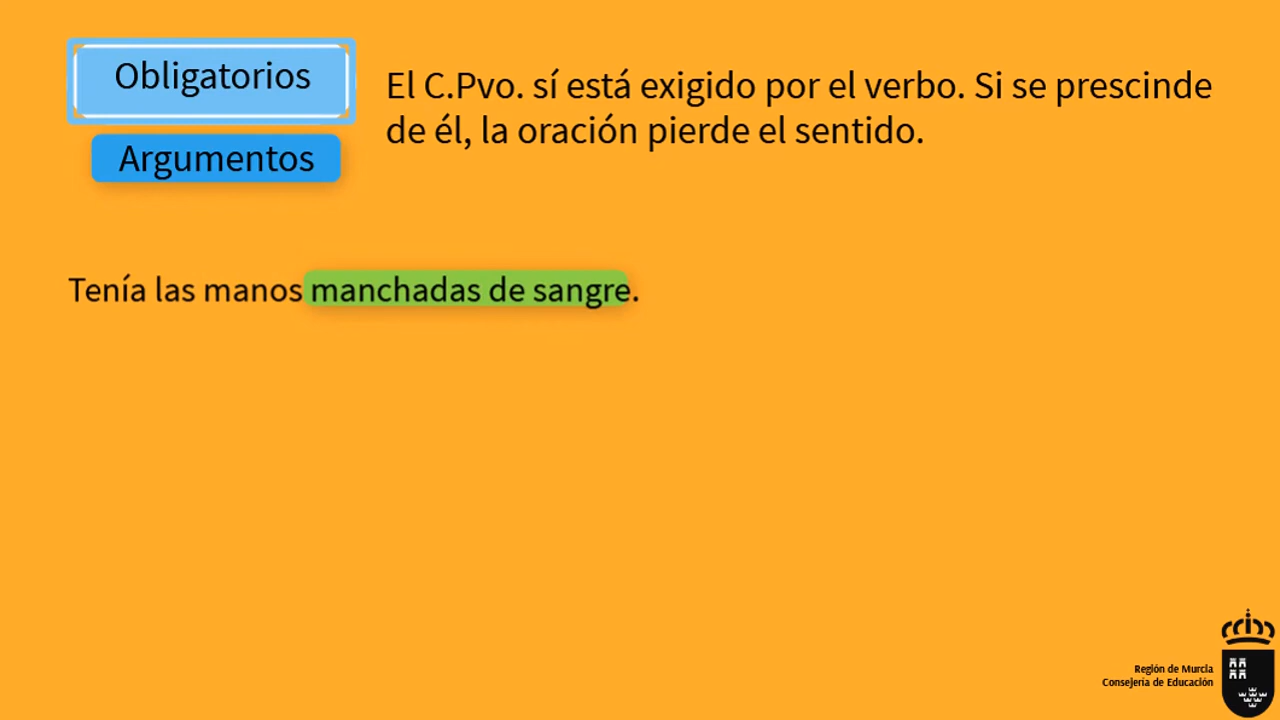 Obligatorios
Argumentos
El C.Pvo. sí está exigido por el verbo. Si se prescinde
de él, la oración pierde el sentido.
Tenía las manos manchadas de sangre.
Región de Murcia
Consejería de Educación